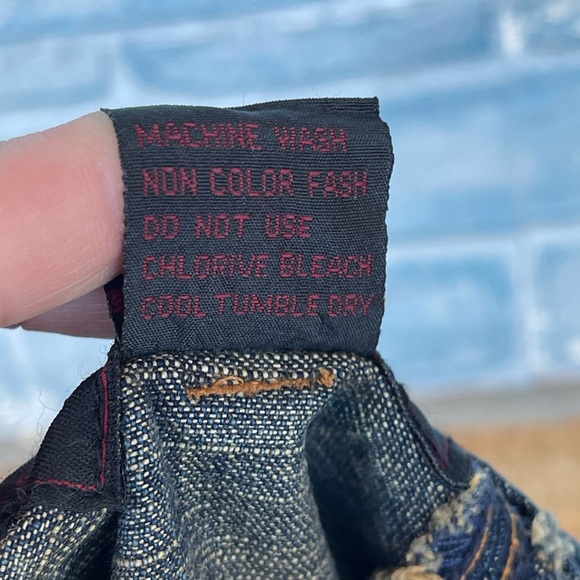 MACHINE WASH
NON COLOR FASH
DO NOT USE
CHLORIVE BLEACH
COOL TUMBLE DRY